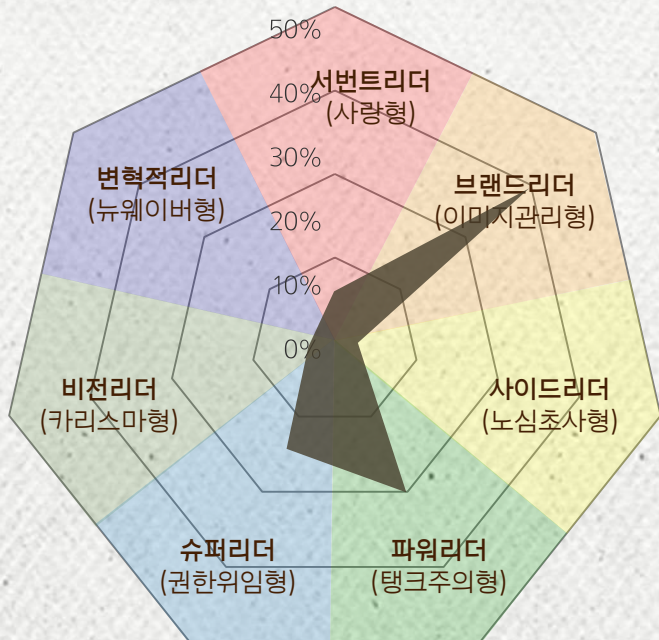 50%
40%
30%
20%
10%
0%
서번트리더
(사랑형)
브랜드리더
(이미지관리형)
사이드리더
(노심초사형)
파워리더
(탱크주의형)
슈퍼리더
(권한위임형)
비전리더
(카리스마형)
변혁적리더
(뉴웨이버형)